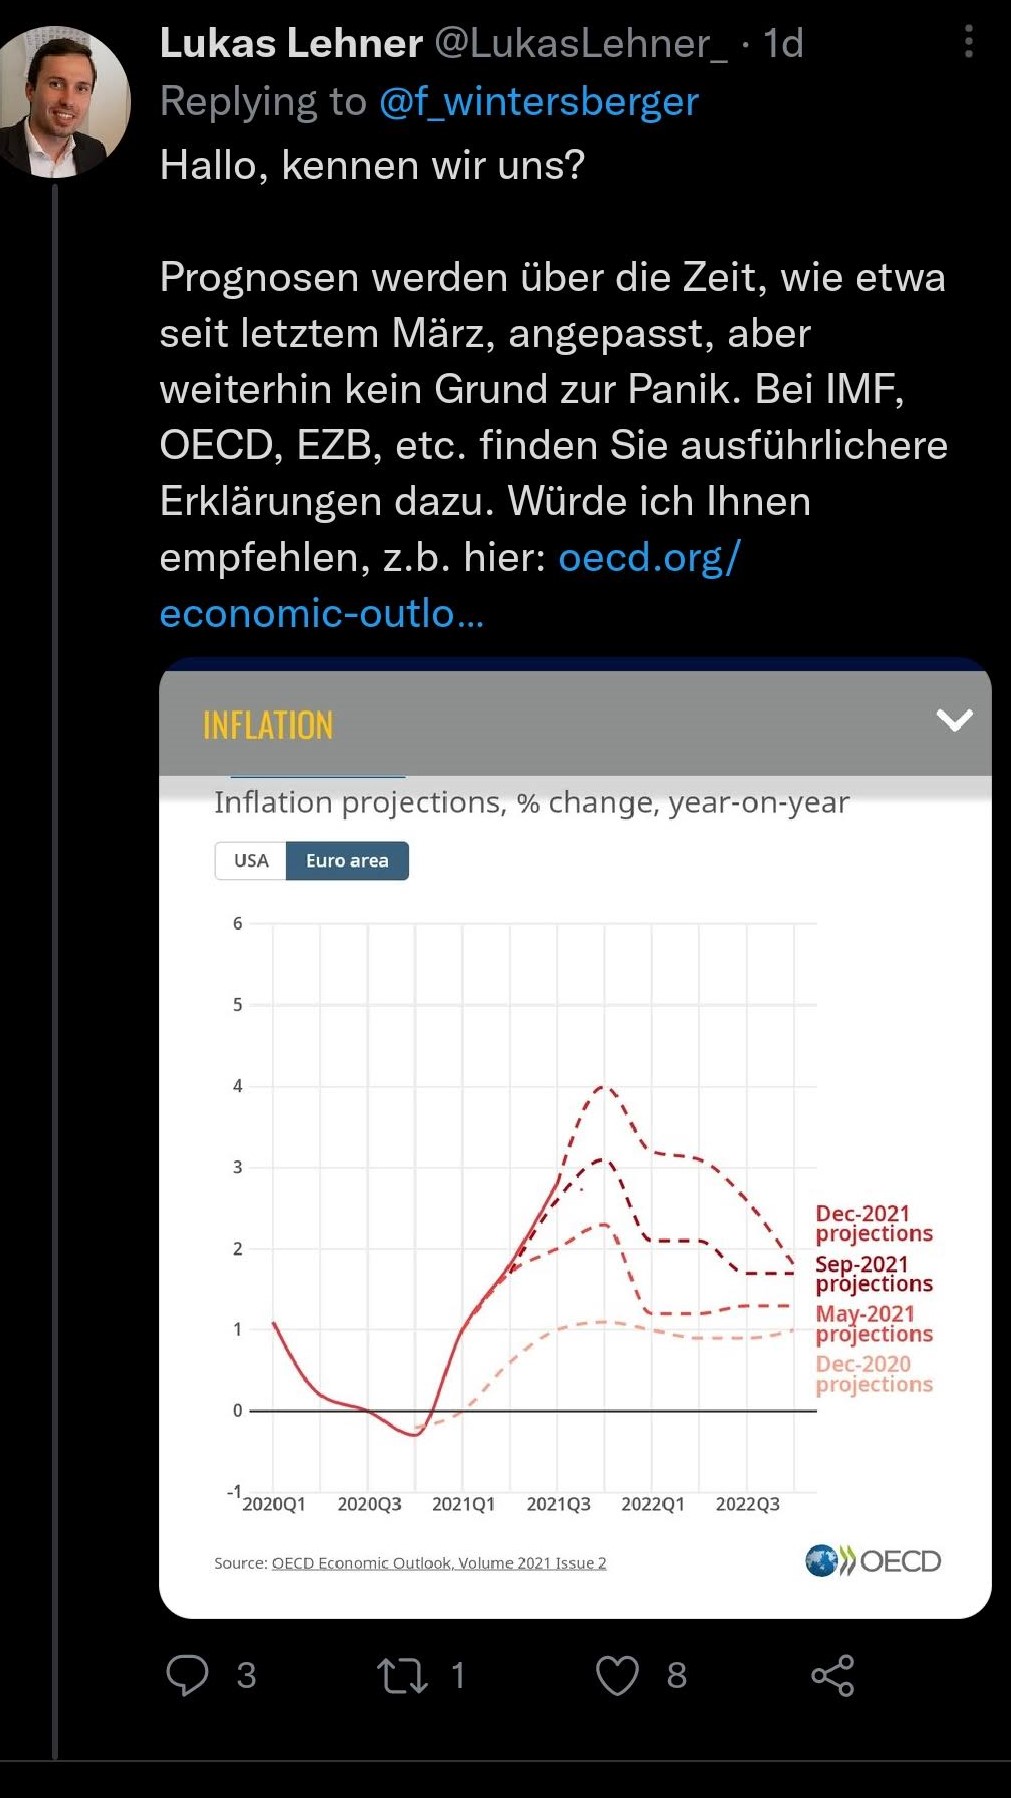 Lukas Lehner @LukasLehner_ · 1d
Replying to @f_wintersberger
Hallo, kennen wir uns?
Prognosen werden über die Zeit, wie etwa
seit letztem März, angepasst, aber
weiterhin kein Grund zur Panik. Bei IMF,
OECD, EZB, etc. finden Sie ausführlichere
Erklärungen dazu. Würde ich Ihnen
empfehlen, z.b. hier: oecd.org/
economic-outlo...
INFLATION
Inflation projections, % change, year-on-year
USA Euro area
6
5
4
3
2
1
0
-1
Dec-2021
projections
Sep-2021
projections
May-2021
projections
Dec-2020
projections
2020Q1 2020Q3 2021Q1 2021Q3 2022Q1 2022Q3
Source: OECD Economic Outlook, Volume 2021 Issue 2
OECD
3 1 8